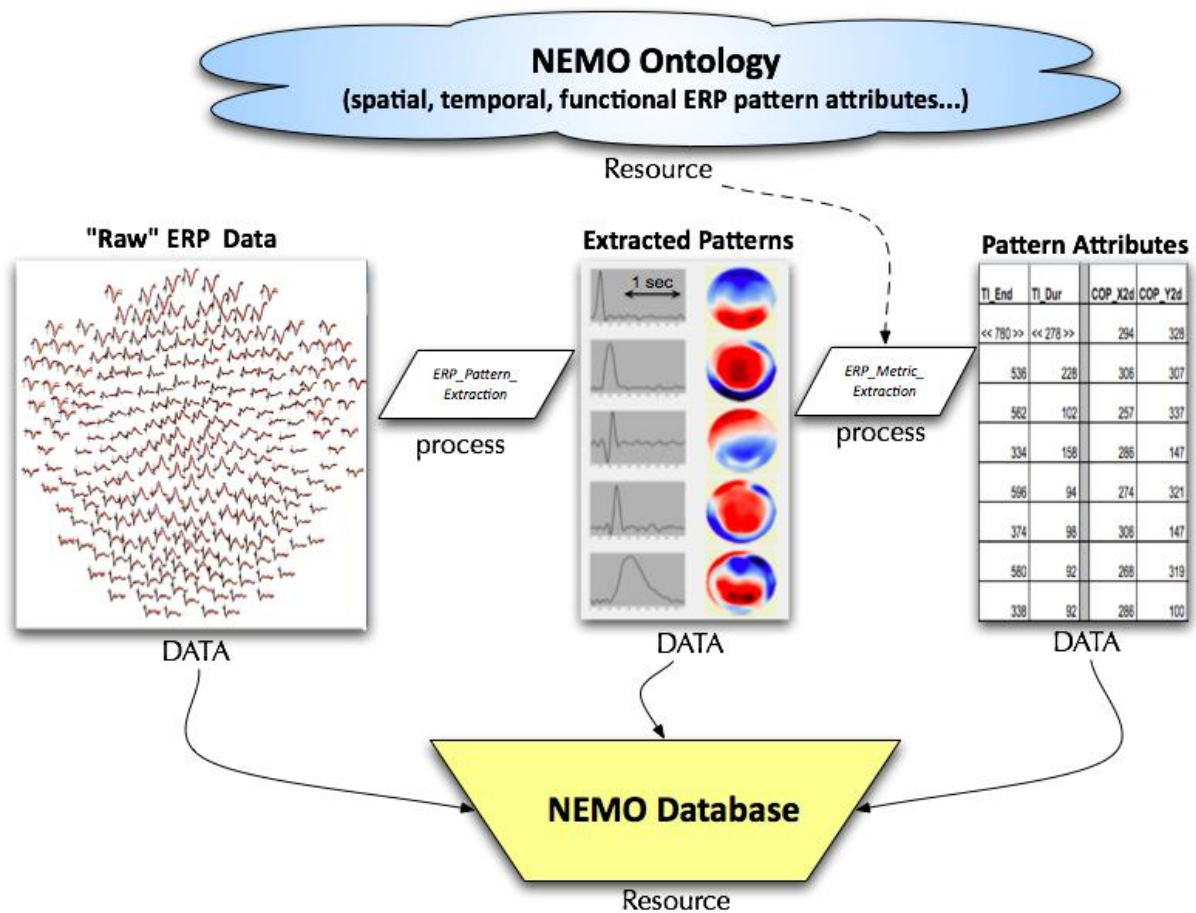 NEMO Ontology
(spatial, temporal, functional ERP pattern attributes...)
Resource
"Raw" ERP Data
Extracted Patterns
Pattern Attributes
1 sec
TI_End TI_Dur COP_X2d COP_Y2d
<< 780 >> << 278 >> 294 328
536 228 306 307
562 102 257 337
334 158 286 147
596 94 274 321
374 98 306 147
580 92 268 319
338 92 286 100
ERP_Pattern_
Extraction
process
ERP_Metric_
Extraction
process
DATA
DATA
DATA
NEMO Database
Resource